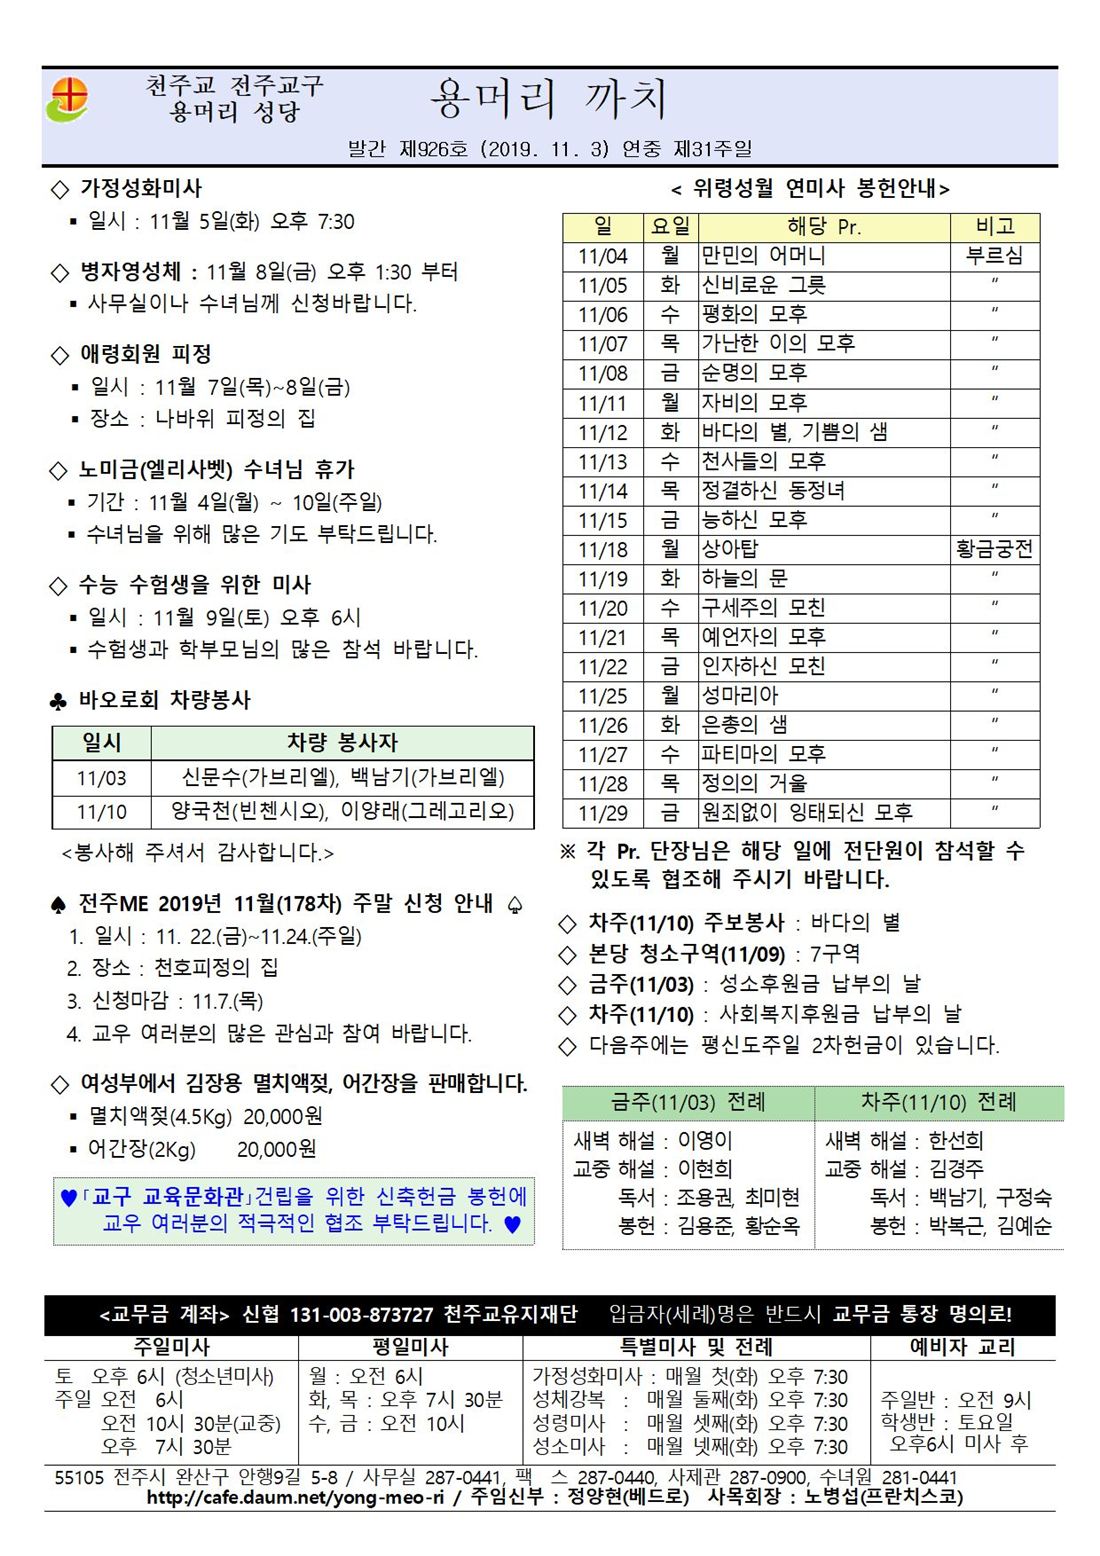 천주교 전주교구
용머리 성당
용머리 까치
발간 제926호 (2019. 11. 3) 연중 제31주일
◇ 가정성화미사
▪ 일시 : 11월 5일(화) 오후 7:30
◇ 병자영성체 : 11월 8일(금) 오후 1:30 부터
▪ 사무실이나 수녀님께 신청바랍니다.
◇ 애령회원 피정
▪ 일시 : 11월 7일(목)~8일(금)
▪ 장소 : 나바위 피정의 집
◇ 노미금(엘리사벳) 수녀님 휴가
▪ 기간 : 11월 4일(월) ~ 10일(주일)
▪ 수녀님을 위해 많은 기도 부탁드립니다.
◇ 수능 수험생을 위한 미사
▪ 일시 : 11월 9일(토) 오후 6시
▪ 수험생과 학부모님의 많은 참석 바랍니다.
♣ 바오로회 차량봉사
일시 차량 봉사자
11/03 신문수(가브리엘), 백남기(가브리엘)
11/10 양국천(빈첸시오), 이양래(그레고리오)
<봉사해 주셔서 감사합니다.>
♠ 전주ME 2019년 11월(178차) 주말 신청 안내 ♤
1. 일시 : 11. 22.(금)~11.24.(주일)
2. 장소 : 천호피정의 집
3. 신청마감 : 11.7.(목)
4. 교우 여러분의 많은 관심과 참여 바랍니다.
◇ 여성부에서 김장용 멸치액젖, 어간장을 판매합니다.
▪ 멸치액젖(4.5Kg) 20,000원
▪ 어간장(2Kg) 20,000원
♥「교구 교육문화관」건립을 위한 신축헌금 봉헌에
교우 여러분의 적극적인 협조 부탁드립니다. ♥
< 위령성월 연미사 봉헌안내>
일 요일 해당 Pr. 비고
11/04 월 만민의 어머니 부르심
11/05 화 신비로운 그릇 〃
11/06 수 평화의 모후 〃
11/07 목 가난한 이의 모후 〃
11/08 금 순명의 모후 〃
11/11 월 자비의 모후 〃
11/12 화 바다의 별, 기쁨의 샘 〃
11/13 수 천사들의 모후 〃
11/14 목 정결하신 동정녀 〃
11/15 금 능하신 모후 〃
11/18 월 상아탑 황금궁전
11/19 화 하늘의 문 〃
11/20 수 구세주의 모친 〃
11/21 목 예언자의 모후 〃
11/22 금 인자하신 모친 〃
11/25 월 성마리아 〃
11/26 화 은총의 샘 〃
11/27 수 파티마의 모후 〃
11/28 목 정의의 거울 〃
11/29 금 원죄없이 잉태되신 모후 〃
※ 각 Pr. 단장님은 해당 일에 전단원이 참석할 수
있도록 협조해 주시기 바랍니다.
◇ 차주(11/10) 주보봉사 : 바다의 별
◇ 본당 청소구역(11/09) : 7구역
◇ 금주(11/03) : 성소후원금 납부의 날
◇ 차주(11/10) : 사회복지후원금 납부의 날
◇ 다음주에는 평신도주일 2차헌금이 있습니다.
금주(11/03) 전례 차주(11/10) 전례
새벽 해설 : 이영이 새벽 해설 : 한선희
교중 해설 : 이현희 교중 해설 : 김경주
독서 : 조용권, 최미현 독서 : 백남기, 구정숙
봉헌 : 김용준, 황순옥 봉헌 : 박복근, 김예순
<교무금 계좌> 신협 131-003-873727 천주교유지재단 입금자(세례)명은 반드시 교무금 통장 명의로!
주일미사 평일미사 특별미사 및 전례 예비자 교리
토 오후 6시 (청소년미사) 월 : 오전 6시 가정성화미사 : 매월 첫(화) 오후 7:30
주일 오전 6시 화, 목 : 오후 7시 30분 성체강복 : 매월 둘째(화) 오후 7:30 주일반 : 오전 9시
오전 10시 30분(교중) 수, 금 : 오전 10시 성령미사 : 매월 셋째(화) 오후 7:30 학생반 : 토요일
오후 7시 30분 성소미사 : 매월 넷째(화) 오후 7:30 오후6시 미사 후
55105 전주시 완산구 안행9길 5-8 / 사무실 287-0441, 팩 스 287-0440, 사제관 287-0900, 수녀원 281-0441
http://cafe.daum.net/yong-meo-ri / 주임신부 : 정양현(베드로) 사목회장 : 노병섭(프란치스코)